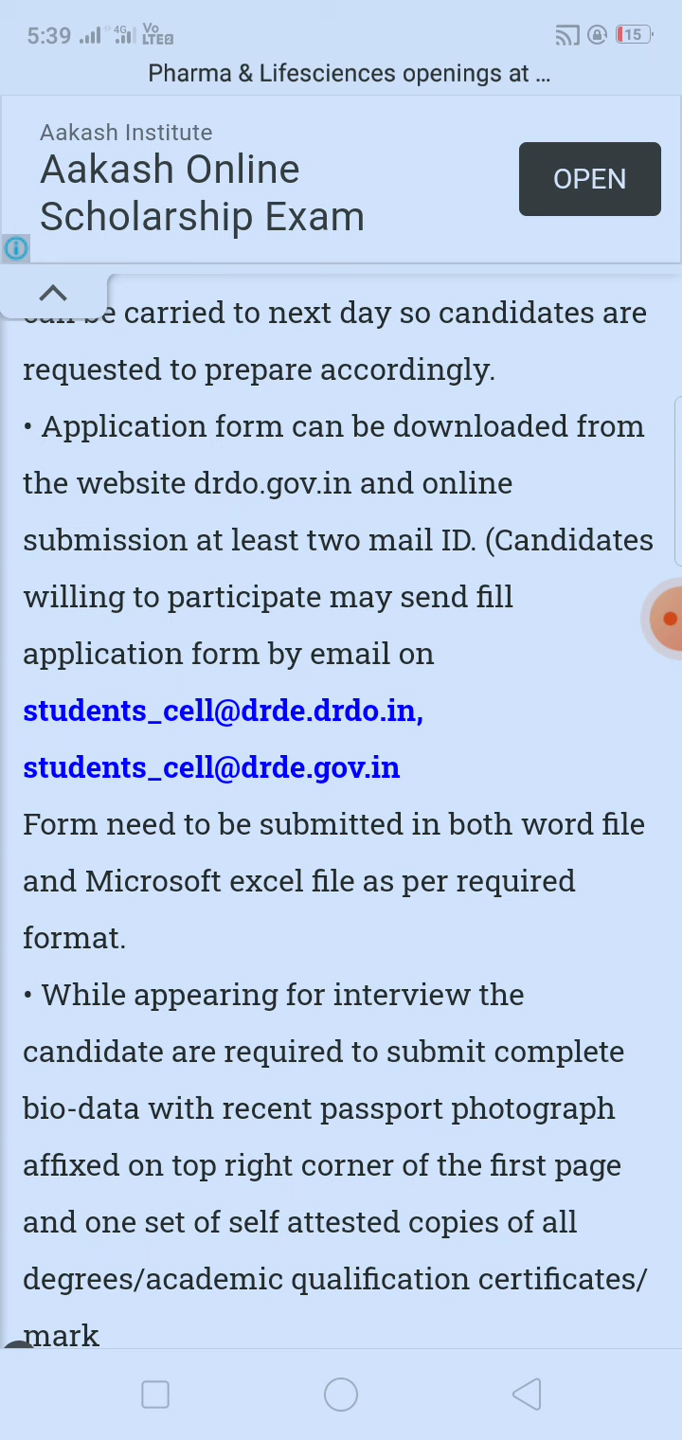 5:39 4G Vo LTE2 15
Pharma & Lifesciences openings at ...
Aakash Institute
Aakash Online
Scholarship Exam
OPEN
can be carried to next day so candidates are
requested to prepare accordingly.
• Application form can be downloaded from
the website drdo.gov.in and online
submission at least two mail ID. (Candidates
willing to participate may send fill
application form by email on
students_cell@drde.drdo.in,
students_cell@drde.gov.in
Form need to be submitted in both word file
and Microsoft excel file as per required
format.
• While appearing for interview the
candidate are required to submit complete
bio-data with recent passport photograph
affixed on top right corner of the first page
and one set of self attested copies of all
degrees/academic qualification certificates/
mark